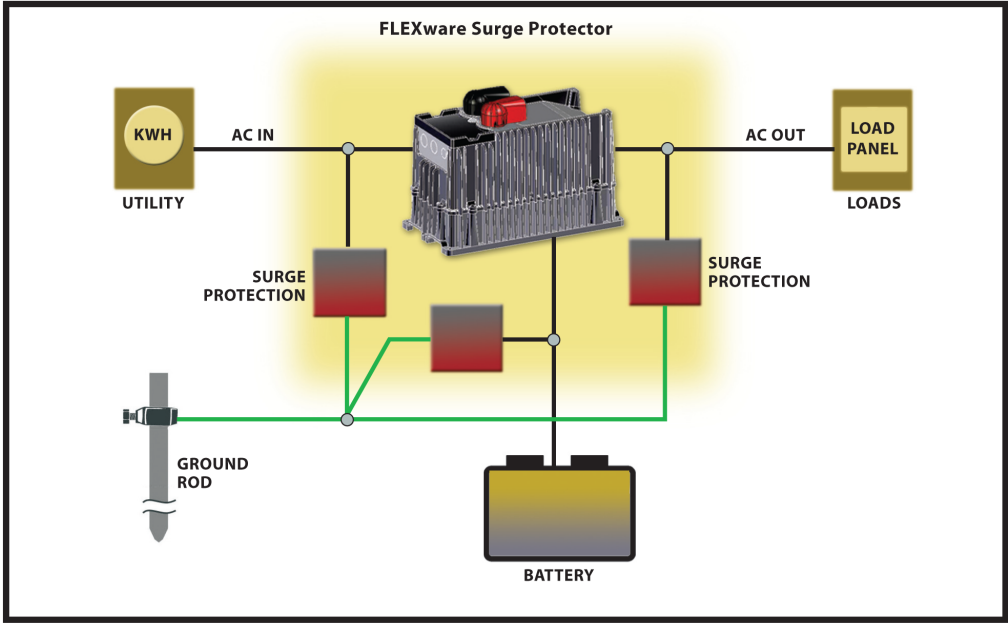 FLEXware Surge Protector
KWH
AC IN
AC OUT
LOAD
PANEL
UTILITY
LOADS
SURGE
PROTECTION
SURGE
PROTECTION
GROUND
ROD
BATTERY